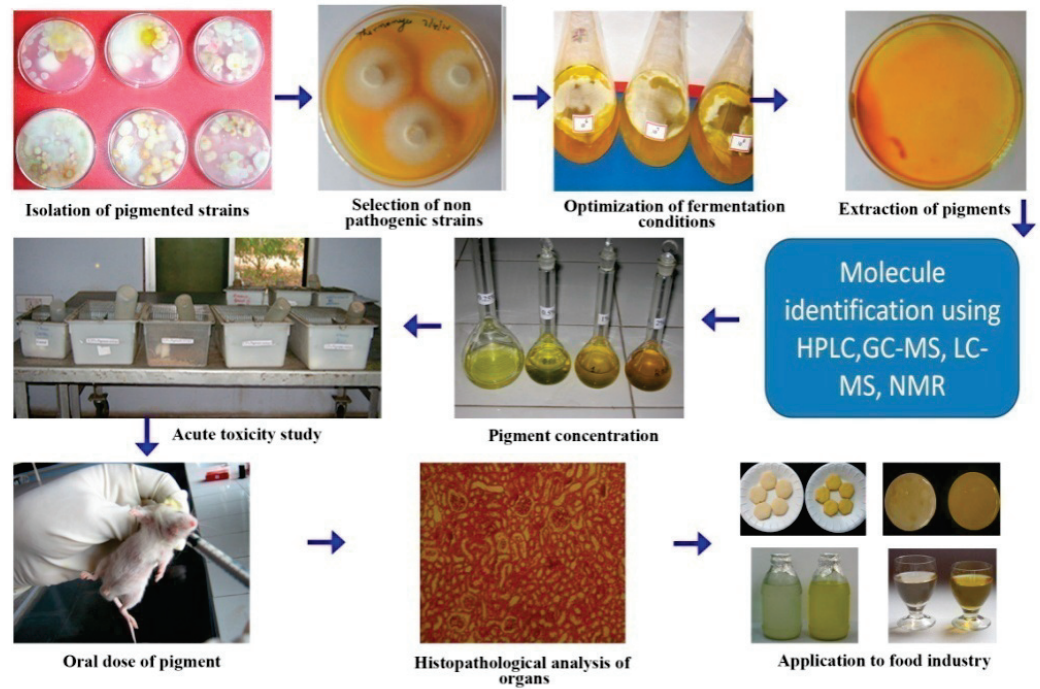 Isolation of pigmented strains
Selection of non
pathogenic strains
Optimization of fermentation
conditions
Extraction of pigments
Molecule
identification using
HPLC,GC-MS, LC-
MS, NMR
Pigment concentration
Acute toxicity study
Oral dose of pigment
Histopathological analysis of
organs
Application to food industry